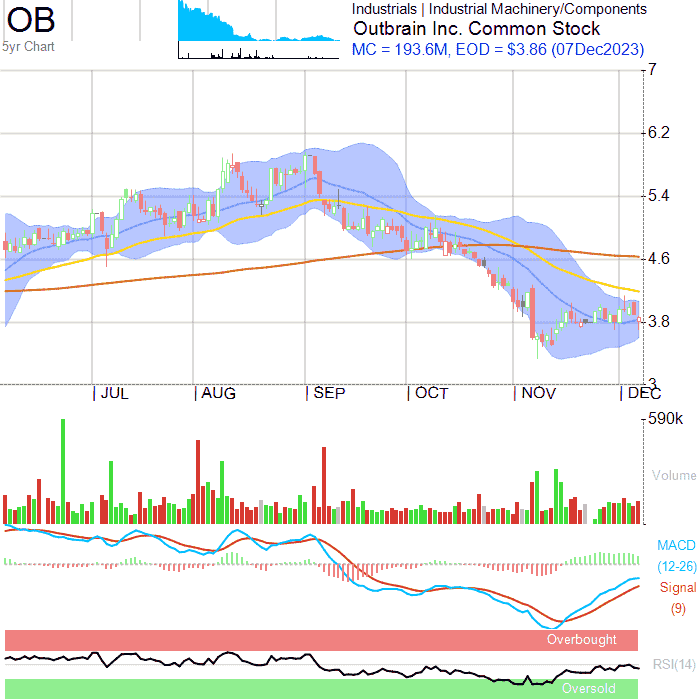 OB
5yr Chart
Industrials | Industrial Machinery/Components
Outbrain Inc. Common Stock
MC = 193.6M, EOD = $3.86 (07Dec2023)
7
6.2
5.4
4.6
3.8
3
JUL AUG SEP OCT NOV DEC
590k
Volume
MACD
(12-26)
Signal
(9)
Overbought
RSI(14)
Oversold